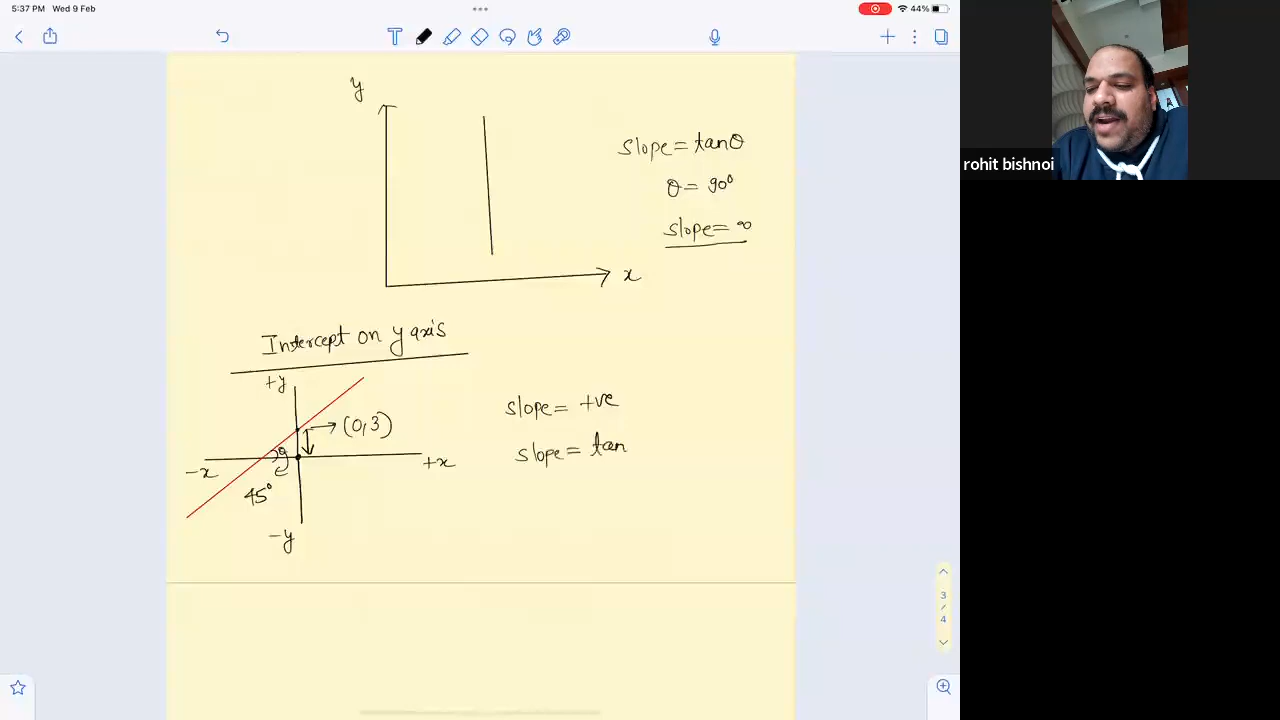 5:37 PM Wed 9 Feb
44%
rohit bishnoi
y
slope = tanθ
θ = 90°
slope = ∞
x
Intercept on y axis
+y
slope = +ve
(0,3)
slope = tan
-x
+x
45°
-y
3
/
4